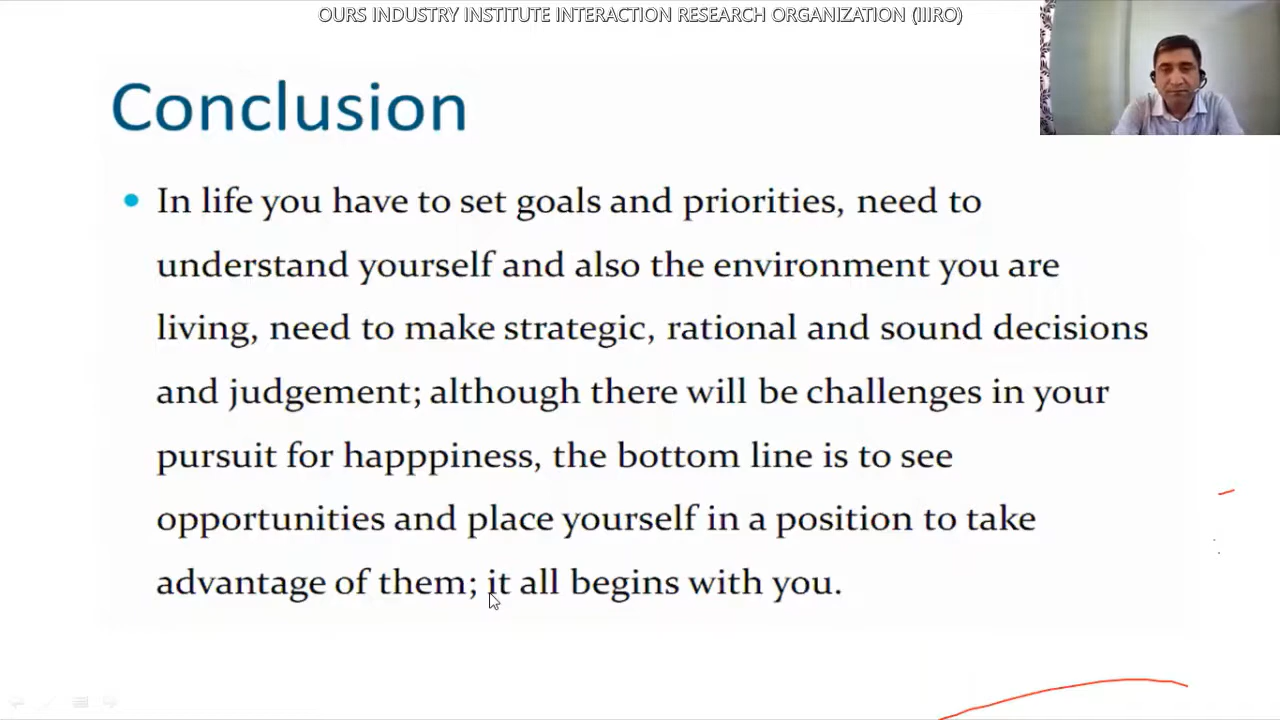 OURS INDUSTRY INSTITUTE INTERACTION RESEARCH ORGANIZATION (IIIRO)
Conclusion
• In life you have to set goals and priorities, need to
understand yourself and also the environment you are
living, need to make strategic, rational and sound decisions
and judgement; although there will be challenges in your
pursuit for happpiness, the bottom line is to see
opportunities and place yourself in a position to take
advantage of them; it all begins with you.